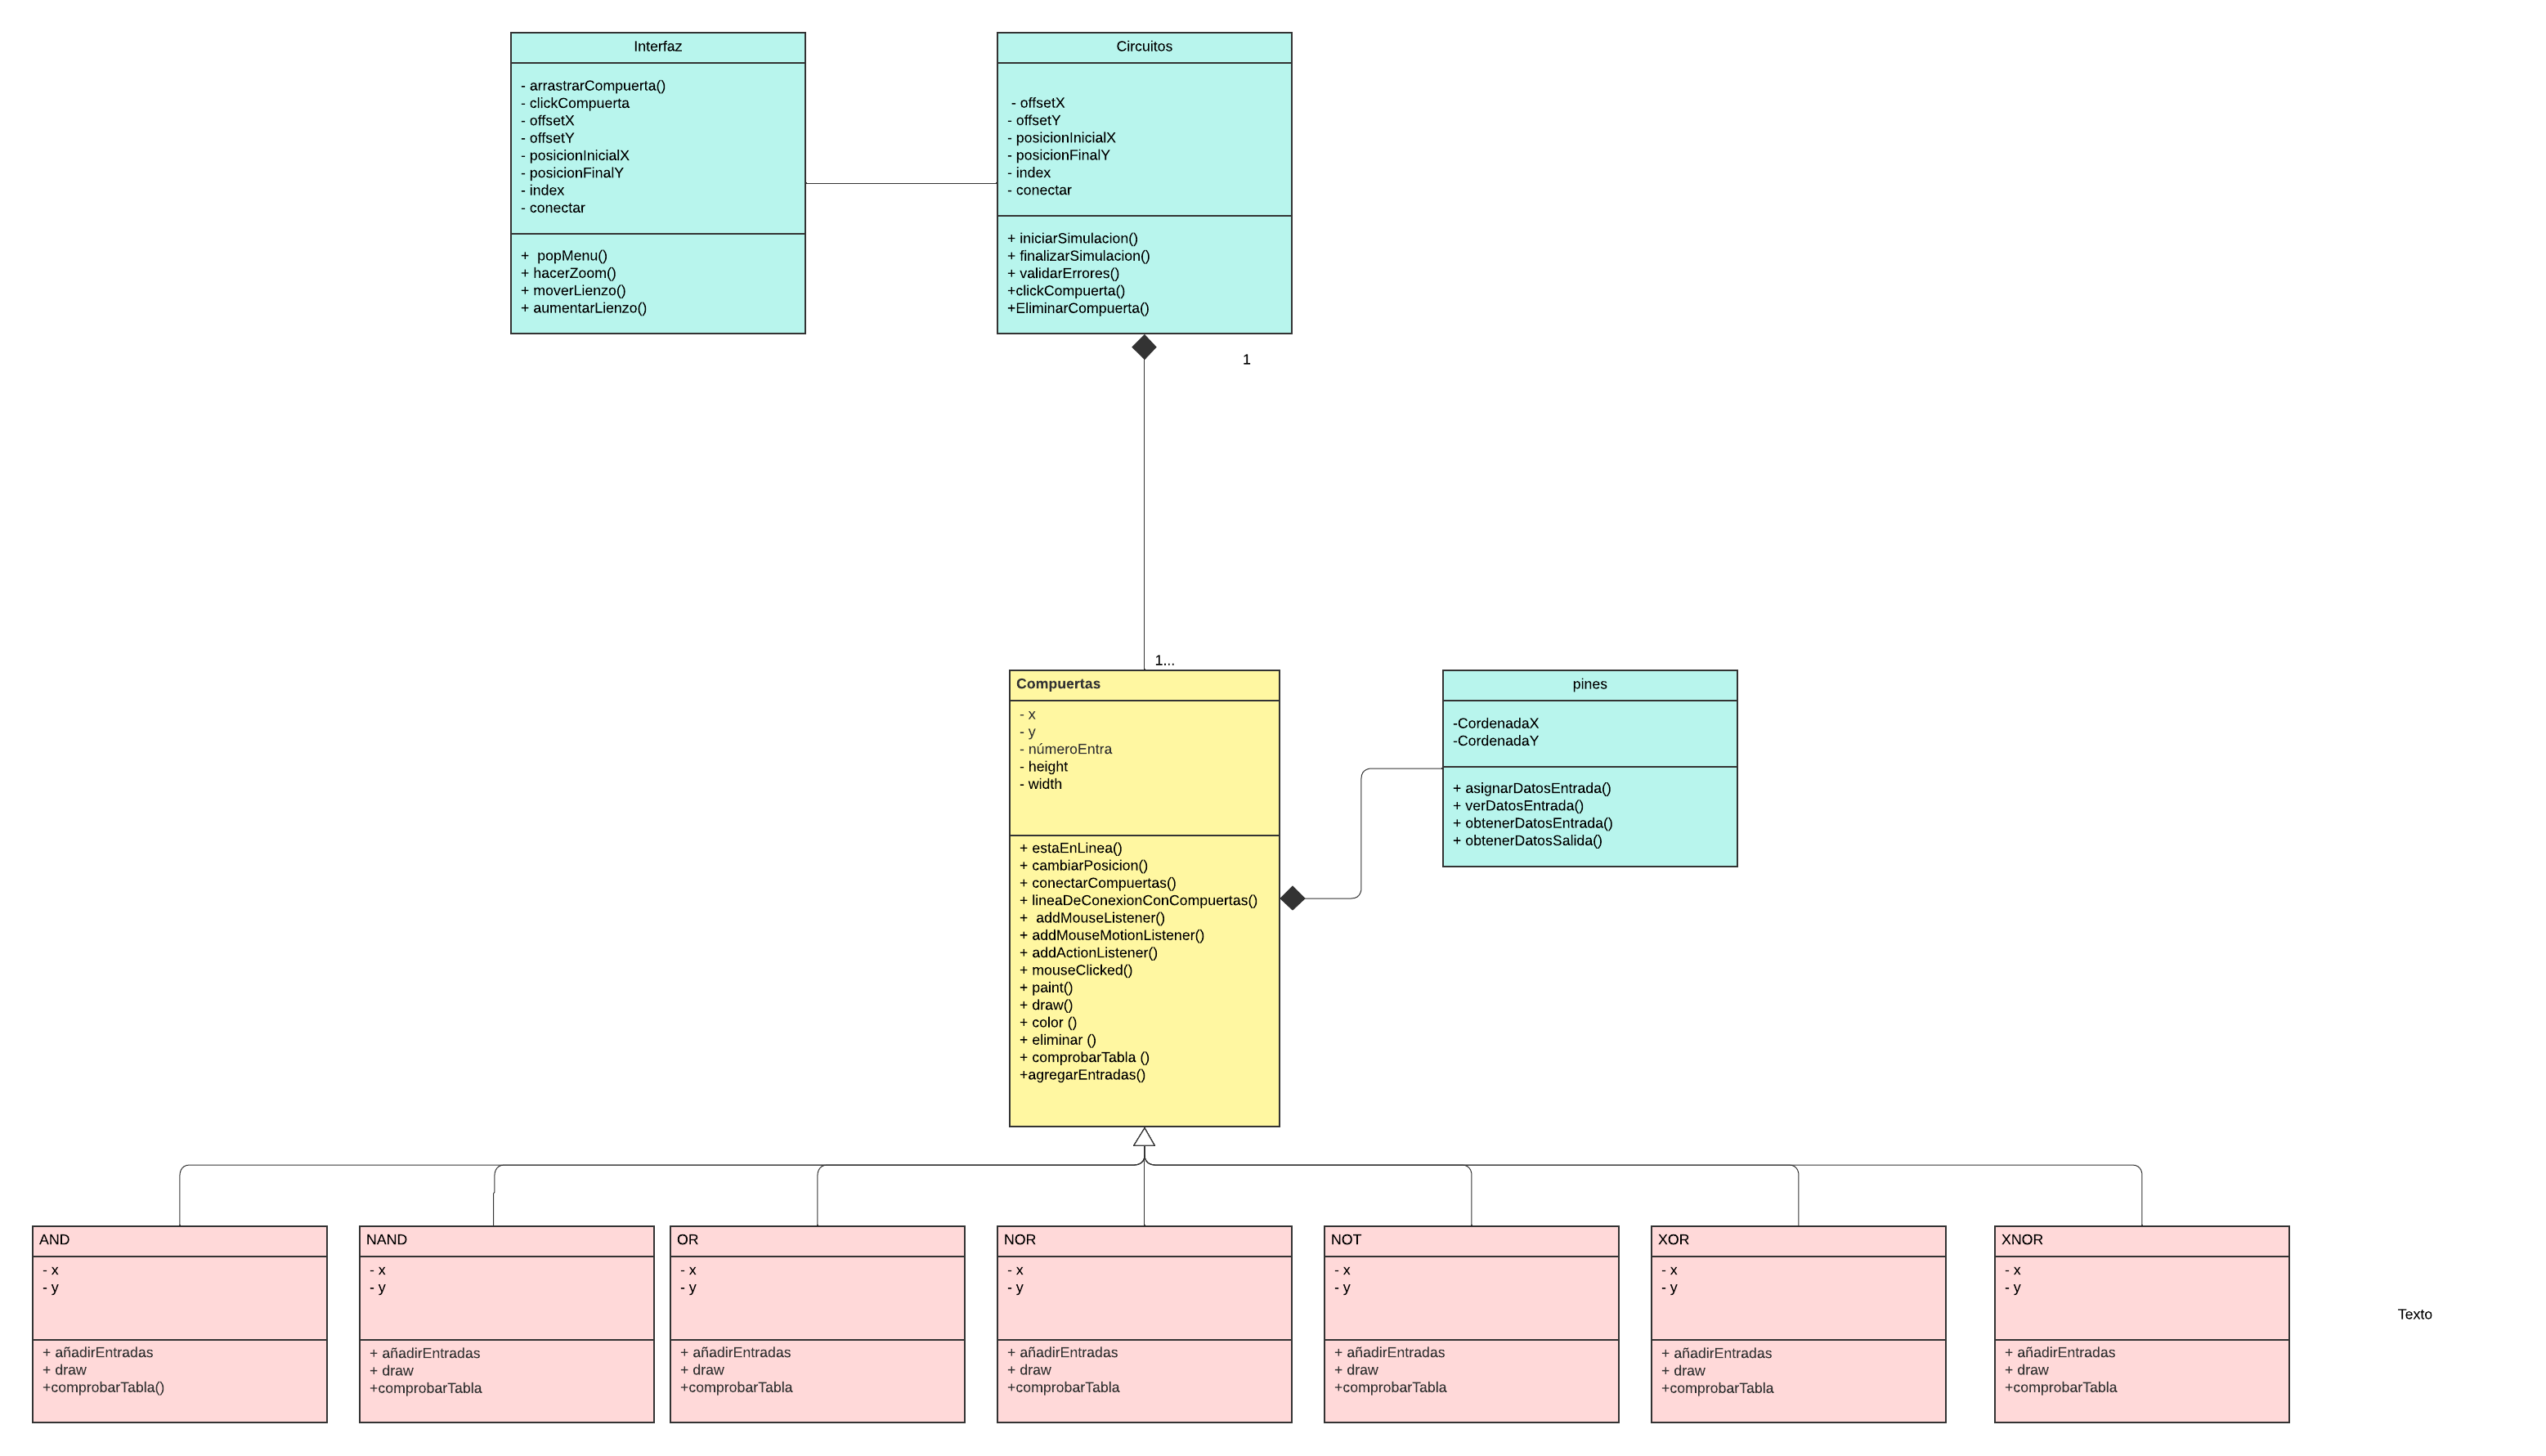 Interfaz
- arrastrarCompuerta()
- clickCompuerta
- offsetX
- offsetY
- posicionInicialX
- posicionFinalY
- index
- conectar
+  popMenu()
+ hacerZoom()
+ moverLienzo()
+ aumentarLienzo()
Circuitos
- offsetX
- offsetY
- posicionInicialX
- posicionFinalY
- index
- conectar
+ iniciarSimulacion()
+ finalizarSimulacion()
+ validarErrores()
+clickCompuerta()
+EliminarCompuerta()
1
1...
Compuertas
- x
- y
- númeroEntra
- height
- width
+ estaEnLinea()
+ cambiarPosicion()
+ conectarCompuertas()
+ lineaDeConexionConCompuertas()
+  addMouseListener()
+ addMouseMotionListener()
+ addActionListener()
+ mouseClicked()
+ paint()
+ draw()
+ color ()
+ eliminar ()
+ comprobarTabla ()
+agregarEntradas()
pines
-CordenadaX
-CordenadaY
+ asignarDatosEntrada()
+ verDatosEntrada()
+ obtenerDatosEntrada()
+ obtenerDatosSalida()
AND
- x
- y
+ añadirEntradas
+ draw
+comprobarTabla()
NAND
- x
- y
+ añadirEntradas
+ draw
+comprobarTabla
OR
- x
- y
+ añadirEntradas
+ draw
+comprobarTabla
NOR
- x
- y
+ añadirEntradas
+ draw
+comprobarTabla
NOT
- x
- y
+ añadirEntradas
+ draw
+comprobarTabla
XOR
- x
- y
+ añadirEntradas
+ draw
+comprobarTabla
XNOR
- x
- y
+ añadirEntradas
+ draw
+comprobarTabla
Texto